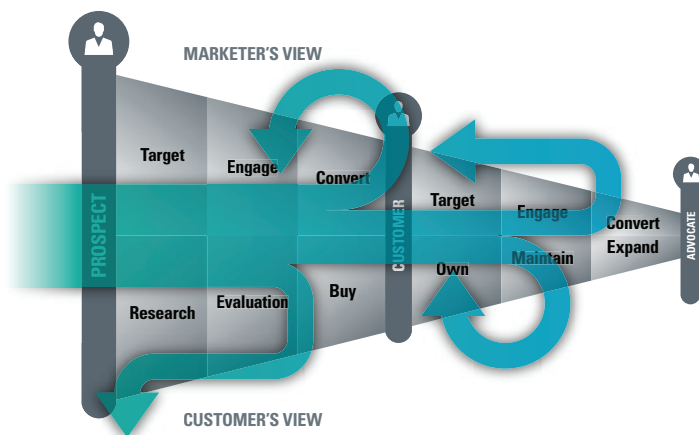 MARKETER'S VIEW
Target
Engage
Convert
Target
Engage
Convert
PROSPECT
CUSTOMER
ADVOCATE
Research
Evaluation
Buy
Own
Maintain
Expand
CUSTOMER'S VIEW